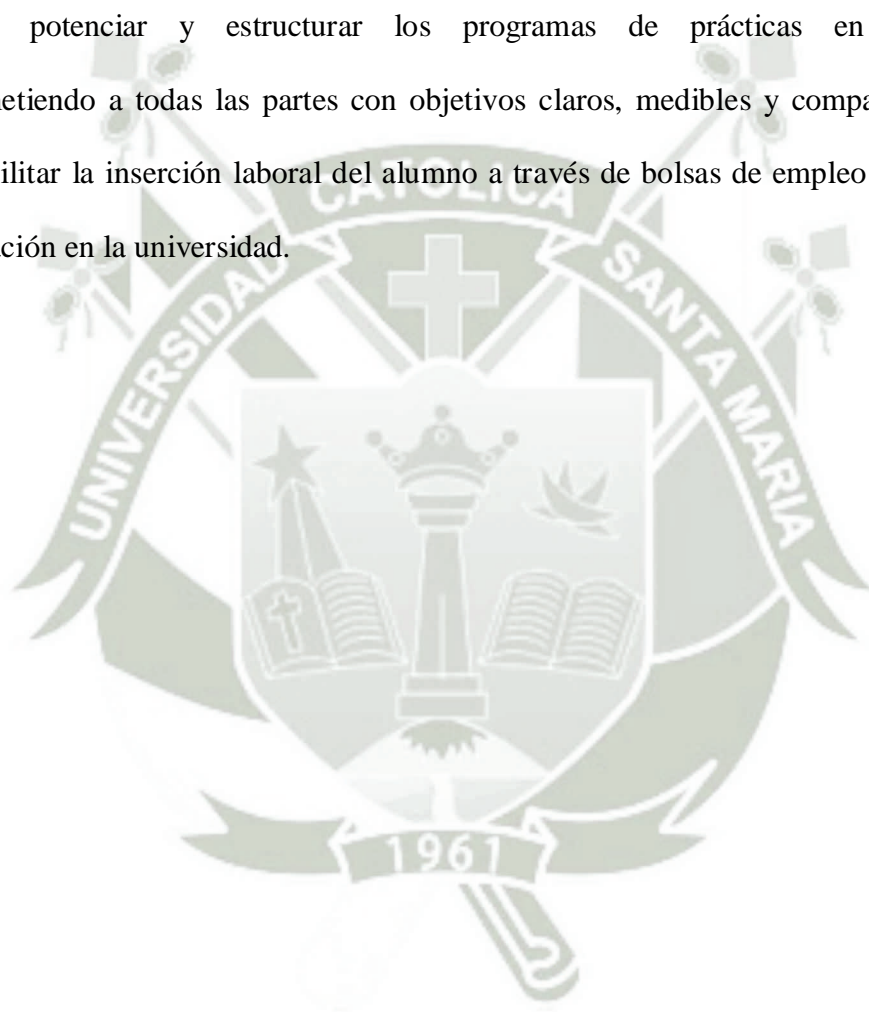 potenciar y estructurar los programas de prácticas en
etiendo a todas las partes con objetivos claros, medibles y compa
ilitar la inserción laboral del alumno a través de bolsas de empleo
ción en la universidad.
UNIVERSIDAD CATOLICA SANTA MARIA
1961